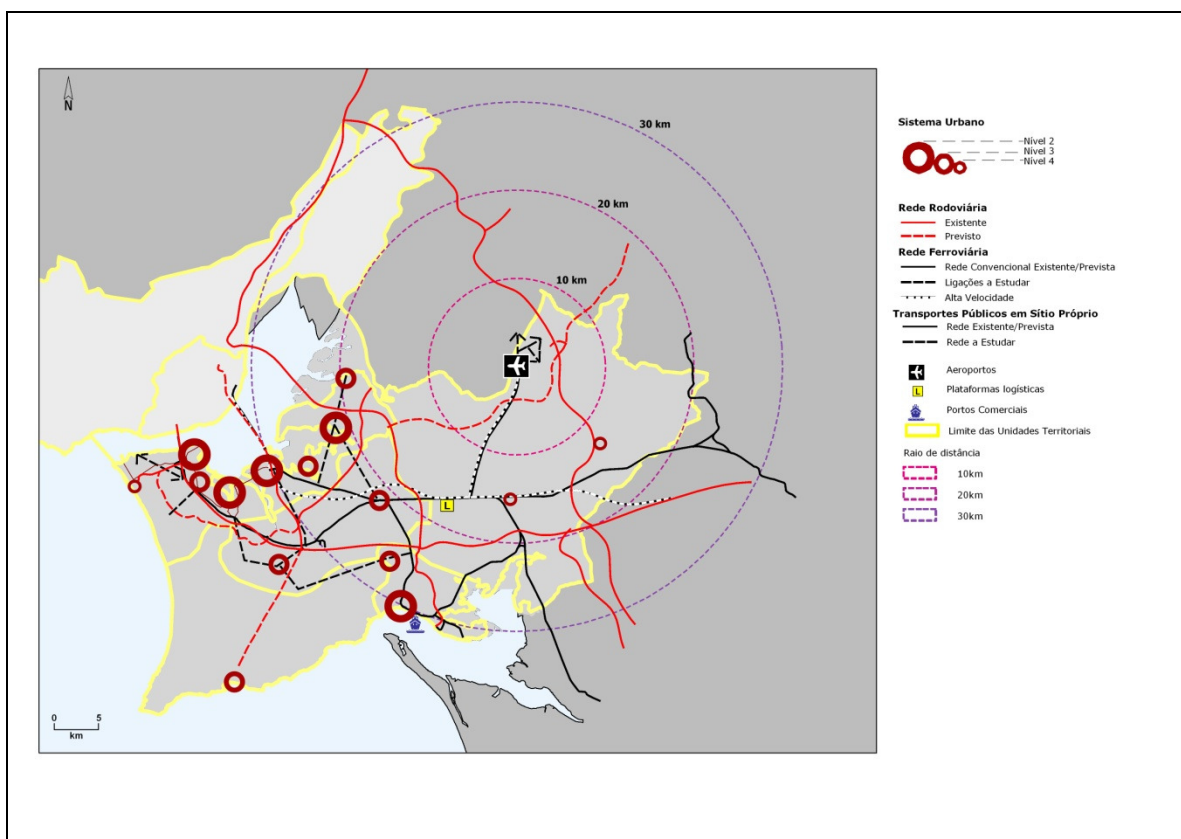 N
30 km
20 km
10 km
L
0 5
km
Sistema Urbano
Nível 2
Nível 3
Nível 4
Rede Rodoviária
Existente
Previsto
Rede Ferroviária
Rede Convencional Existente/Prevista
Ligações a Estudar
Alta Velocidade
Transportes Públicos em Sítio Próprio
Rede Existente/Prevista
Rede a Estudar
Aeroportos
L Plataformas logísticas
Portos Comerciais
Limite das Unidades Territoriais
Raio de distância
10km
20km
30km